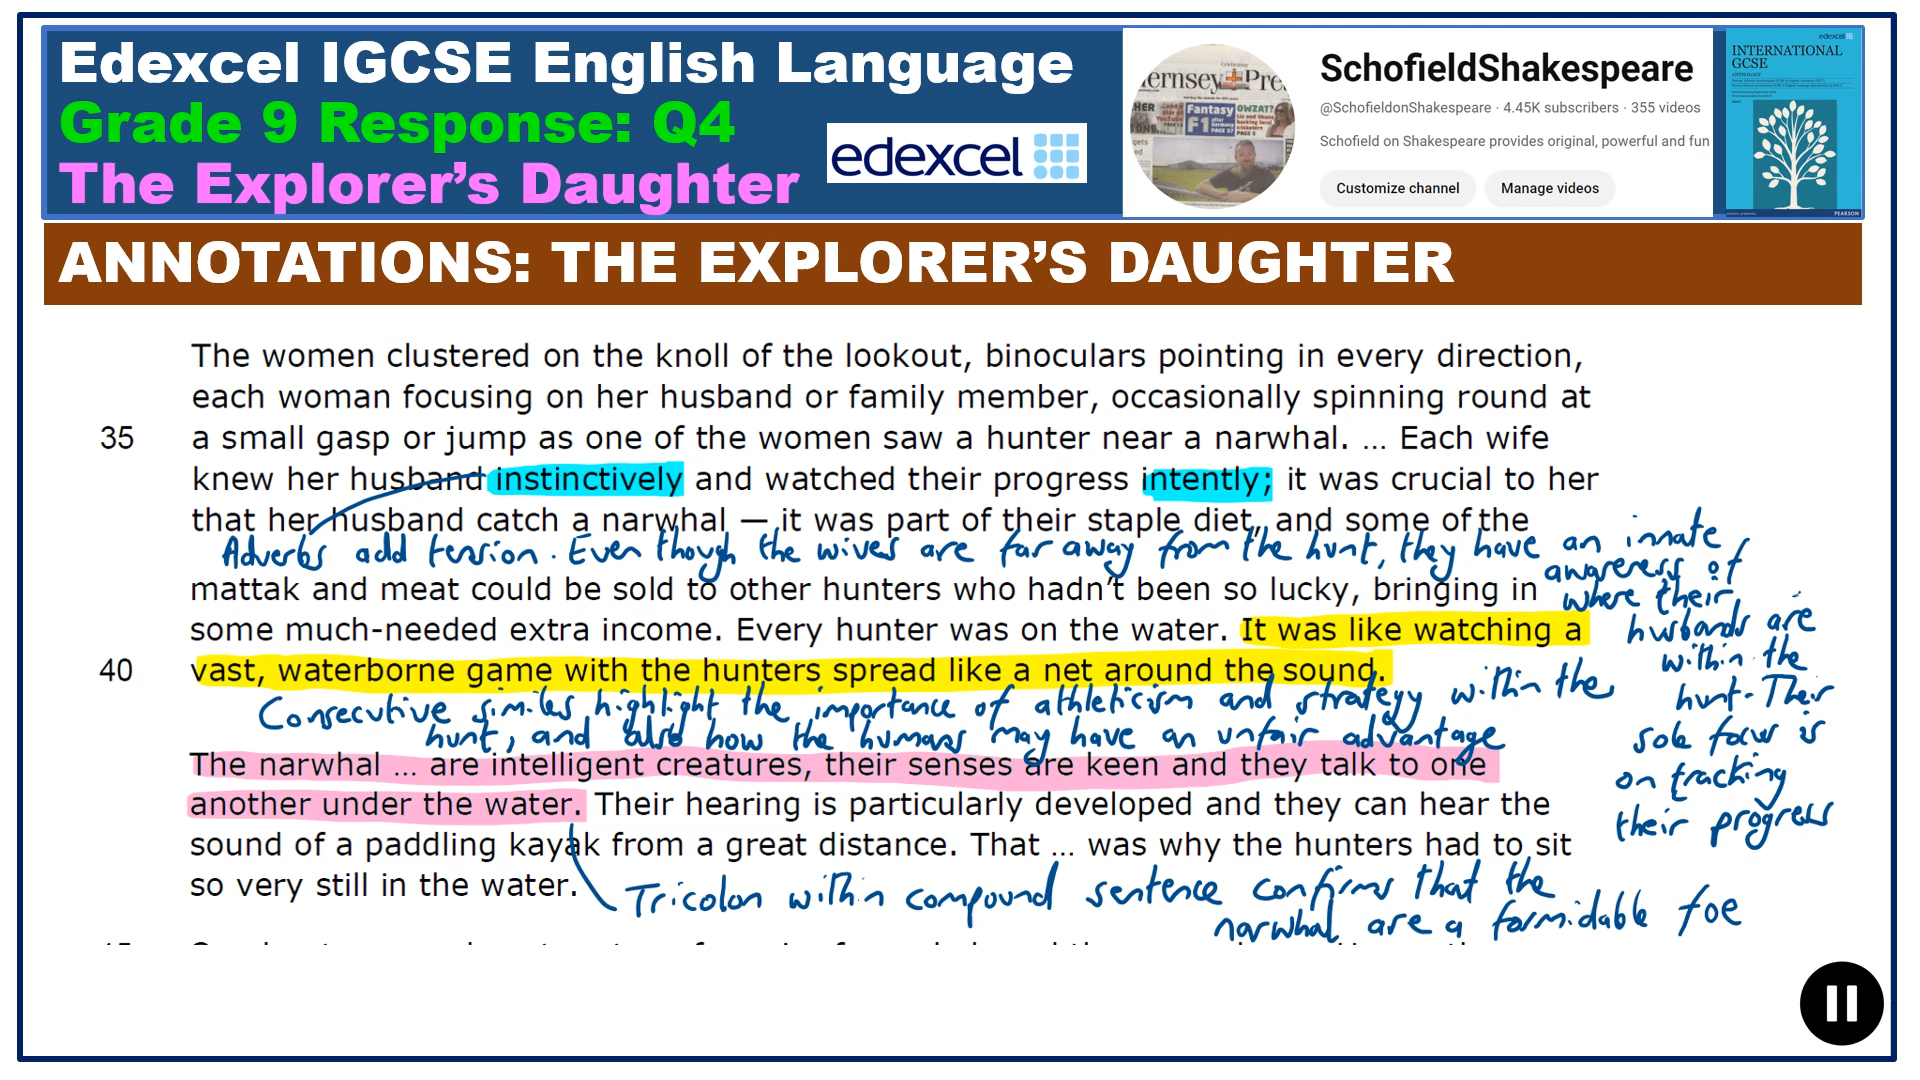 Edexcel IGCSE English Language
Grade 9 Response: Q4
The Explorer's Daughter
edexcel
ernsey Pre
Fantasy
F1
OWZAT?
SchofieldShakespeare
@SchofieldonShakespeare · 4.45K subscribers · 355 videos
Schofield on Shakespeare provides original, powerful and fun
Customize channel
Manage videos
edexcel
INTERNATIONAL
GCSE
ANTHOLOGY
PEARSON
ANNOTATIONS: THE EXPLORER'S DAUGHTER
The women clustered on the knoll of the lookout, binoculars pointing in every direction,
each woman focusing on her husband or family member, occasionally spinning round at
35 a small gasp or jump as one of the women saw a hunter near a narwhal. … Each wife
knew her husband instinctively and watched their progress intently; it was crucial to her
that her husband catch a narwhal — it was part of their staple diet, and some of the
Adverbs add tension. Even though the wives are far away from the hunt, they have an innate
awareness of
where their
husbands are
within the
hunt. Their
sole focus is
on tracking
their progress
mattak and meat could be sold to other hunters who hadn't been so lucky, bringing in
some much-needed extra income. Every hunter was on the water. It was like watching a
40 vast, waterborne game with the hunters spread like a net around the sound.
Consecutive similes highlight the importance of athleticism and strategy within the
hunt, and also how the humans may have an unfair advantage
The narwhal … are intelligent creatures, their senses are keen and they talk to one
another under the water. Their hearing is particularly developed and they can hear the
sound of a paddling kayak from a great distance. That … was why the hunters had to sit
so very still in the water.
Tricolon within compound sentence confirms that the
narwhal are a formidable foe